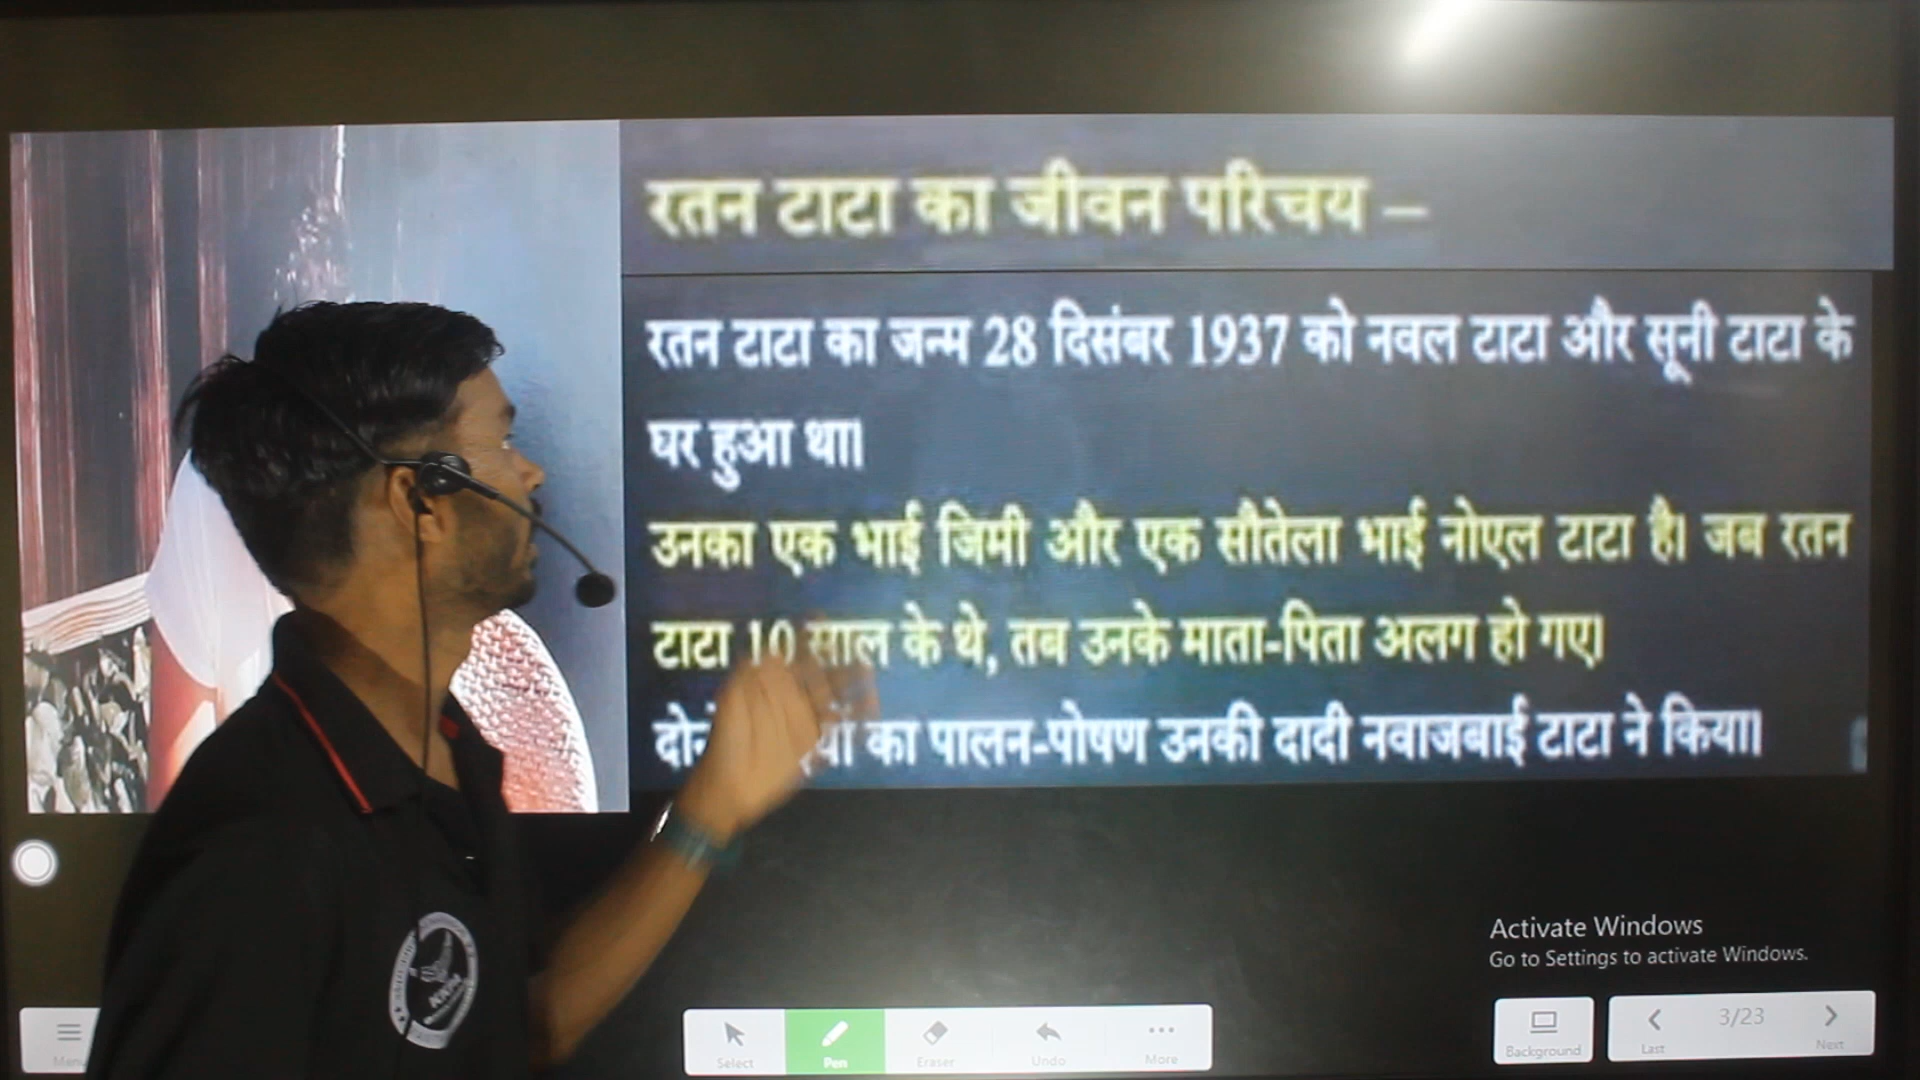 रतन टाटा का जीवन परिचय –
रतन टाटा का जन्म 28 दिसंबर 1937 को नवल टाटा और सूनी टाटा के
घर हुआ था।
उनका एक भाई जिमी और एक सौतेला भाई नोएल टाटा है। जब रतन
टाटा 10 साल के थे, तब उनके माता-पिता अलग हो गए।
का पालन-पोषण उनकी दादी नवाजबाई टाटा ने किया।
Activate Windows
Go to Settings to activate Windows.
Menu
Select
Pen
Eraser
Undo
More
Background
Last
3/23
Next